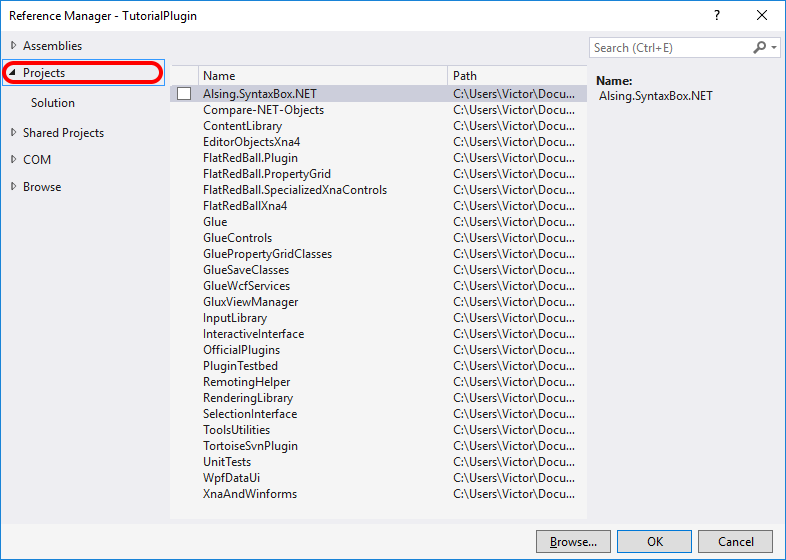 Reference Manager - TutorialPlugin
Assemblies
Projects
Solution
Shared Projects
COM
Browse
Name Path
Alsing.SyntaxBox.NET C:\Users\Victor\Docu...
Compare-NET-Objects C:\Users\Victor\Docu...
ContentLibrary C:\Users\Victor\Docu...
EditorObjectsXna4 C:\Users\Victor\Docu...
FlatRedBall.Plugin C:\Users\Victor\Docu...
FlatRedBall.PropertyGrid C:\Users\Victor\Docu...
FlatRedBall.SpecializedXnaControls C:\Users\Victor\Docu...
FlatRedBallXna4 C:\Users\Victor\Docu...
Glue C:\Users\Victor\Docu...
GlueControls C:\Users\Victor\Docu...
GluePropertyGridClasses C:\Users\Victor\Docu...
GlueSaveClasses C:\Users\Victor\Docu...
GlueWcfServices C:\Users\Victor\Docu...
GluxViewManager C:\Users\Victor\Docu...
InputLibrary C:\Users\Victor\Docu...
InteractiveInterface C:\Users\Victor\Docu...
OfficialPlugins C:\Users\Victor\Docu...
PluginTestbed C:\Users\Victor\Docu...
RemotingHelper C:\Users\Victor\Docu...
RenderingLibrary C:\Users\Victor\Docu...
SelectionInterface C:\Users\Victor\Docu...
ToolsUtilities C:\Users\Victor\Docu...
TortoiseSvnPlugin C:\Users\Victor\Docu...
UnitTests C:\Users\Victor\Docu...
WpfDataUi C:\Users\Victor\Docu...
XnaAndWinforms C:\Users\Victor\Docu...
Search (Ctrl+E)
Name:
Alsing.SyntaxBox.NET
Browse... OK Cancel